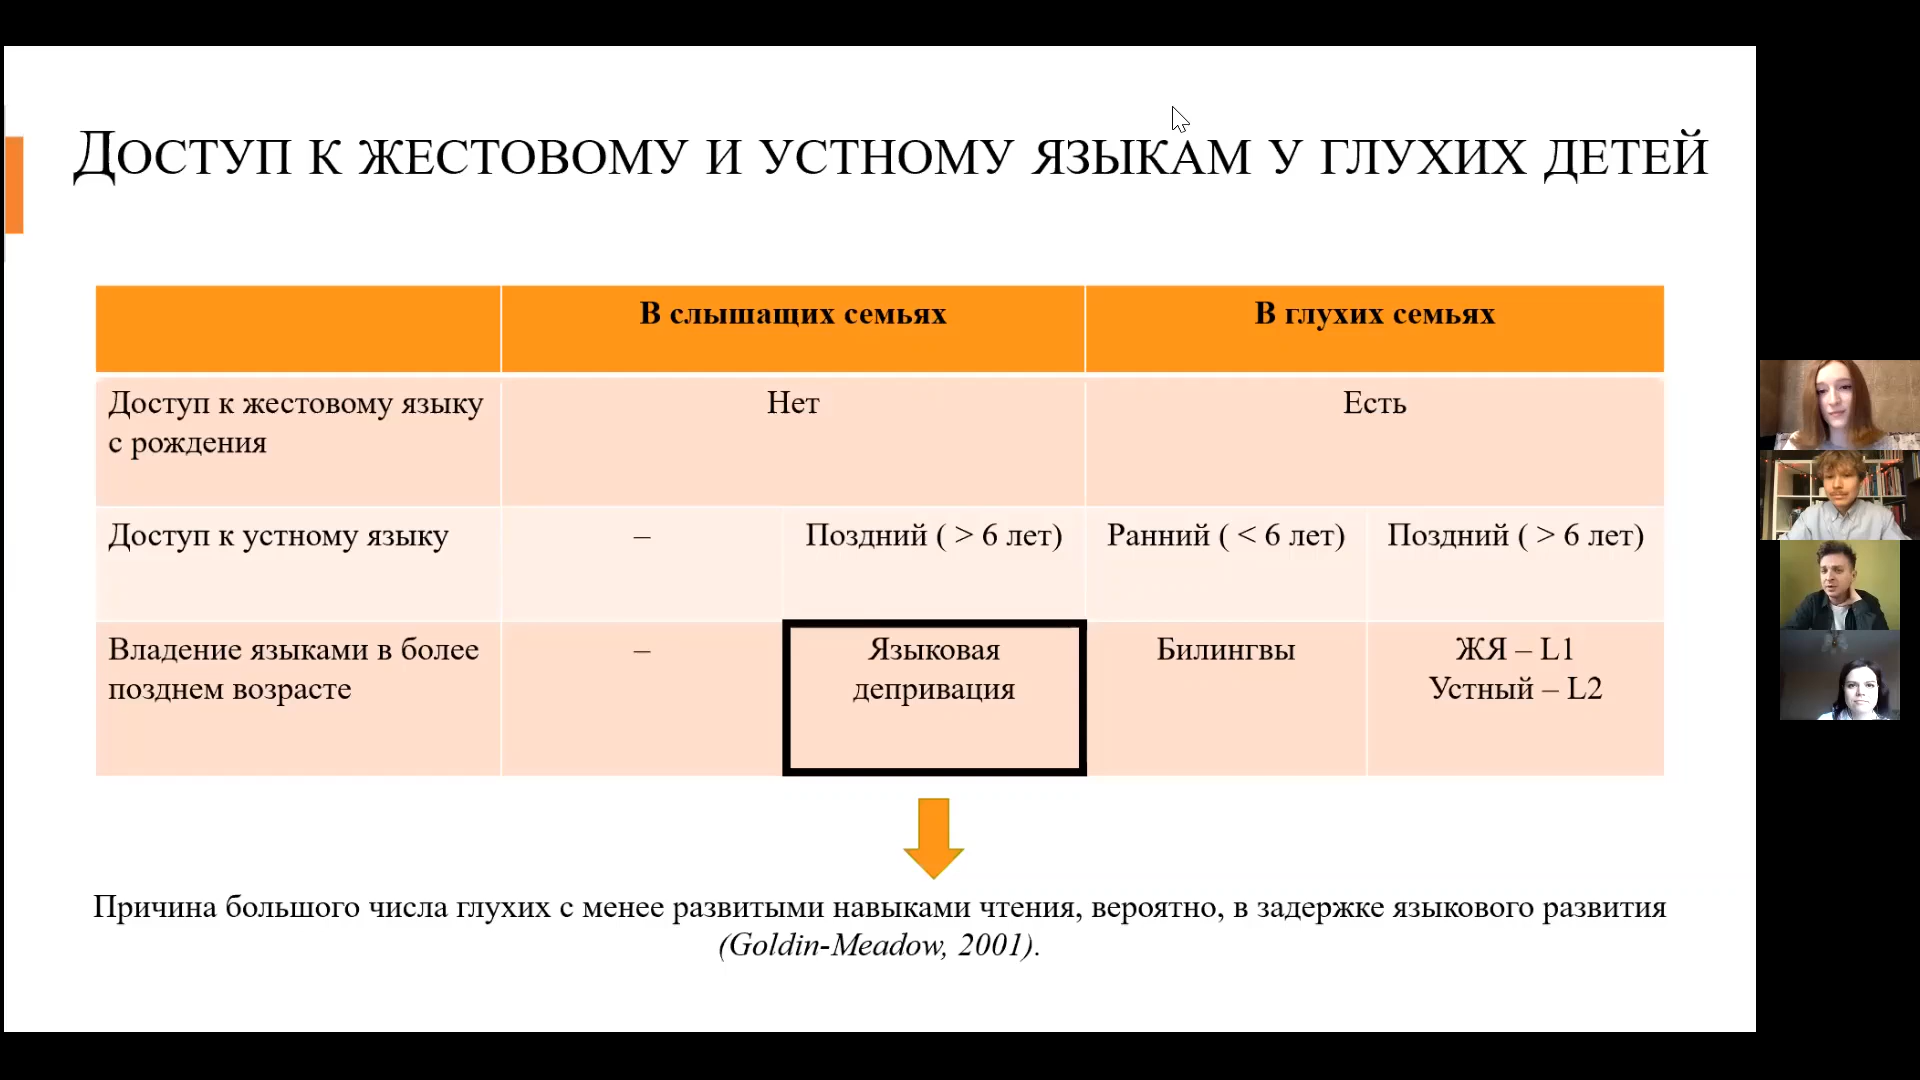 Доступ к жестовому и устному языкам у глухих детей
В слышащих семьях
В глухих семьях
Доступ к жестовому языку
с рождения
Нет
Есть
Доступ к устному языку
–
Поздний ( > 6 лет)
Ранний ( < 6 лет)
Поздний ( > 6 лет)
Владение языками в более
позднем возрасте
–
Языковая
депривация
Билингвы
ЖЯ – L1
Устный – L2
Причина большого числа глухих с менее развитыми навыками чтения, вероятно, в задержке языкового развития
(Goldin-Meadow, 2001).